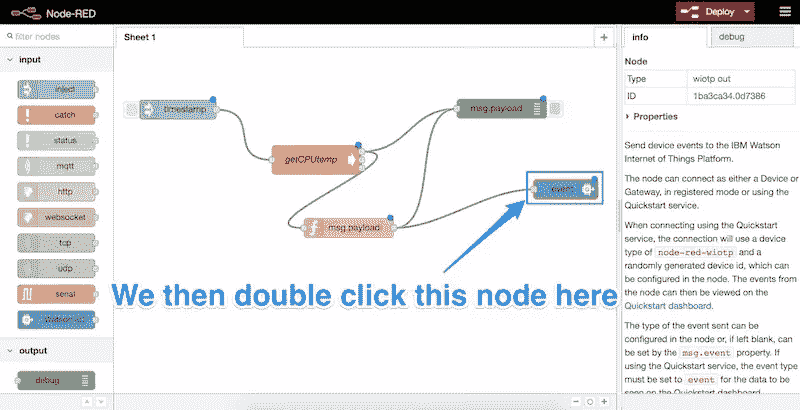 Node-RED
Deploy
filter nodes
input
inject
catch
status
mqtt
http
websocket
tcp
udp
serial
output
debug
Sheet 1
timestamp
getCPUtemp
msg.payload
msg.payload
event
We then double click this node here
info
debug
Node
Type wiotp out
ID 1ba3ca34.0d7386
Properties
Send device events to the IBM Watson
Internet of Things Platform.
The node can connect as either a Device or
Gateway, in registered mode or using the
Quickstart service.
When connecting using the Quickstart
service, the connection will use a device
type of node-red-wiotp and a
randomly generated device id, which can
be configured in the node. The events from
the node can then be viewed on the
Quickstart dashboard.
The type of the event sent can be
configured in the node or, if left blank, can
be set by the msg.event property. If
using the Quickstart service, the event type
must be set to event for the data to be
seen on the Quickstart dashboard.